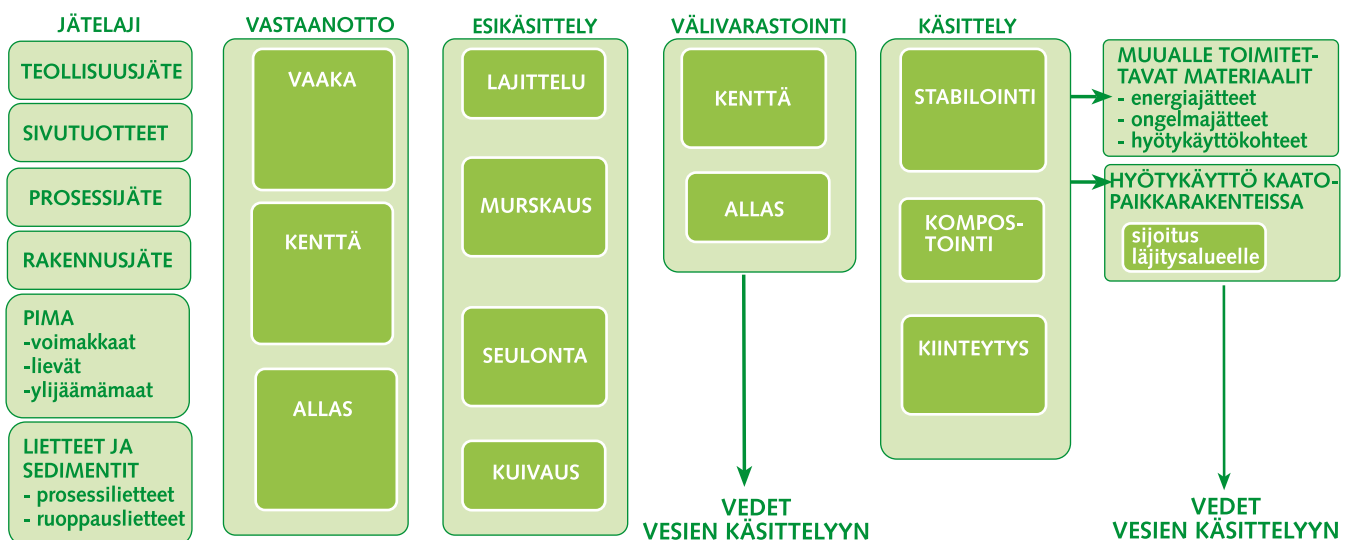 JÄTELAJI
TEOLLISUUSJÄTE
SIVUTUOTTEET
PROSESSIJÄTE
RAKENNUSJÄTE
PIMA
-voimakkaat
-lievät
-ylijäämämaat
LIETTEET JA
SEDIMENTIT
- prosessilietteet
- ruoppauslietteet
VASTAANOTTO
VAAKA
KENTTÄ
ALLAS
ESIKÄSITTELY
LAJITTELU
MURSKAUS
SEULONTA
KUIVAUS
VÄLIVARASTOINTI
KENTTÄ
ALLAS
VEDET
VESIEN KÄSITTELYYN
KÄSITTELY
STABILOINTI
KOMPOS-
TOINTI
KIINTEYTYS
MUUALLE TOIMITET-
TAVAT MATERIAALIT
- energiajätteet
- ongelmajätteet
- hyötykäyttökohteet
HYÖTYKÄYTTÖ KAATO-
PAIKKARAKENTEISSA
sijoitus
läjitysalueelle
VEDET
VESIEN KÄSITTELYYN